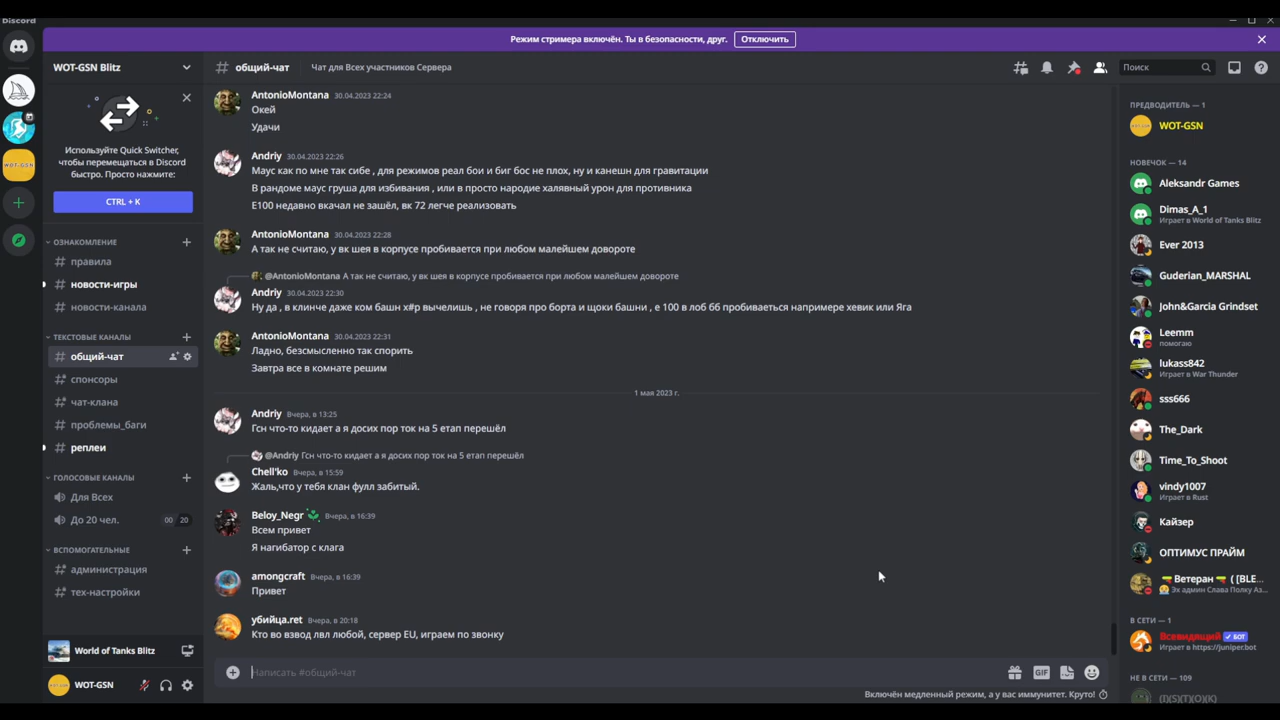 Discord
Режим стримера включён. Ты в безопасности, друг.
Отключить
WOT-GSN Blitz
# общий-чат
Чат для Всех участников Сервера
Поиск
WOT-GSN
Используйте Quick Switcher,
чтобы перемещаться в Discord
быстро. Просто нажмите:
CTRL + K
ОЗНАКОМЛЕНИЕ
правила
новости-игры
новости-канала
ТЕКСТОВЫЕ КАНАЛЫ
общий-чат
спонсоры
чат-клана
проблемы_баги
реплеи
ГОЛОСОВЫЕ КАНАЛЫ
Для Всех
До 20 чел.
00 20
ВСПОМОГАТЕЛЬНЫЕ
администрация
тех-настройки
World of Tanks Blitz
WOT-GSN
AntonioMontana 30.04.2023 22:24
Окей
Удачи
Andriy 30.04.2023 22:26
Маус как по мне так сибе , для режимов реал бои и биг бос не плох, ну и канешн для гравитации
В рандоме маус груша для избивания , или в просто народие халявный урон для противника
Е100 недавно вкачал не зашёл, вк 72 легче реализовать
AntonioMontana 30.04.2023 22:28
А так не считаю, у вк шея в корпусе пробивается при любом малейшем довороте
@AntonioMontana А так не считаю, у вк шея в корпусе пробивается при любом малейшем довороте
Andriy 30.04.2023 22:30
Ну да , в клинче даже ком башн х#р вычелишь , не говоря про борта и щоки башни , е 100 в лоб бб пробиваеться например хевик или Яга
AntonioMontana 30.04.2023 22:31
Ладно, безсмысленно так спорить
Завтра все в комнате решим
1 мая 2023 г.
Andriy Вчера, в 13:25
Гсн что-то кидает а я досих пор ток на 5 етап перешёл
@Andriy Гсн что-то кидает а я досих пор ток на 5 етап перешёл
Chell'ko Вчера, в 15:59
Жаль,что у тебя клан фулл забитый.
Beloy_Negr Вчера, в 16:39
Всем привет
Я нагибатор с клага
amongcraft Вчера, в 16:39
Привет
убийца.ret Вчера, в 20:18
Кто во взвод лвл любой, сервер EU, играем по звонку
Написать #общий-чат
GIF
Включён медленный режим, а у вас иммунитет. Круто!
ПРЕДВОДИТЕЛЬ — 1
WOT-GSN
НОВЕЧОК — 14
Aleksandr Games
Dimas_A_1
Играет в World of Tanks Blitz
Ever 2013
Guderian_MARSHAL
John&Garcia Grindset
Leemm
помогаю
lukass842
Играет в War Thunder
sss666
The_Dark
Time_To_Shoot
vindy1007
Играет в Rust
Кайзер
ОПТИМУС ПРАЙМ
Ветеран ( [BLE...
Эх админ Слава Полку Аз...
В СЕТИ — 1
Всевидящий БОТ
Играет в https://juniper.bot
НЕ В СЕТИ — 109
(I)(S)(T)(O)(K)